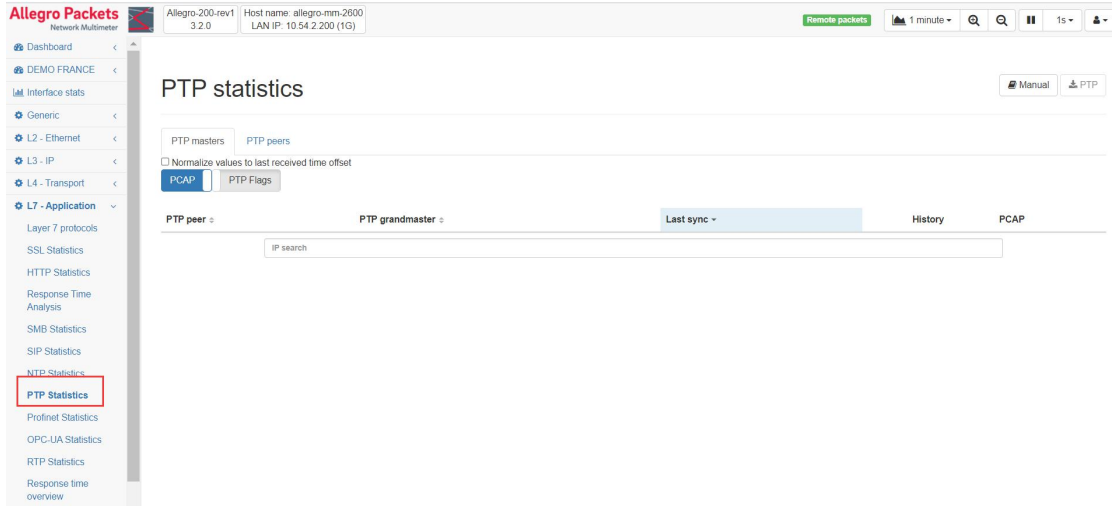 Allegro Packets
Network Multimeter
Allegro-200-rev1
3.2.0
Host name: allegro-mm-2600
LAN IP: 10.54.2.200 (1G)
Remote packets
1 minute
1s
Dashboard
DEMO FRANCE
Interface stats
Generic
L2 - Ethernet
L3 - IP
L4 - Transport
L7 - Application
Layer 7 protocols
SSL Statistics
HTTP Statistics
Response Time
Analysis
SMB Statistics
SIP Statistics
NTP Statistics
PTP Statistics
Profinet Statistics
OPC-UA Statistics
RTP Statistics
Response time
overview
PTP statistics
Manual
PTP
PTP masters
PTP peers
Normalize values to last received time offset
PCAP
PTP Flags
PTP peer
PTP grandmaster
Last sync
History
PCAP
IP search